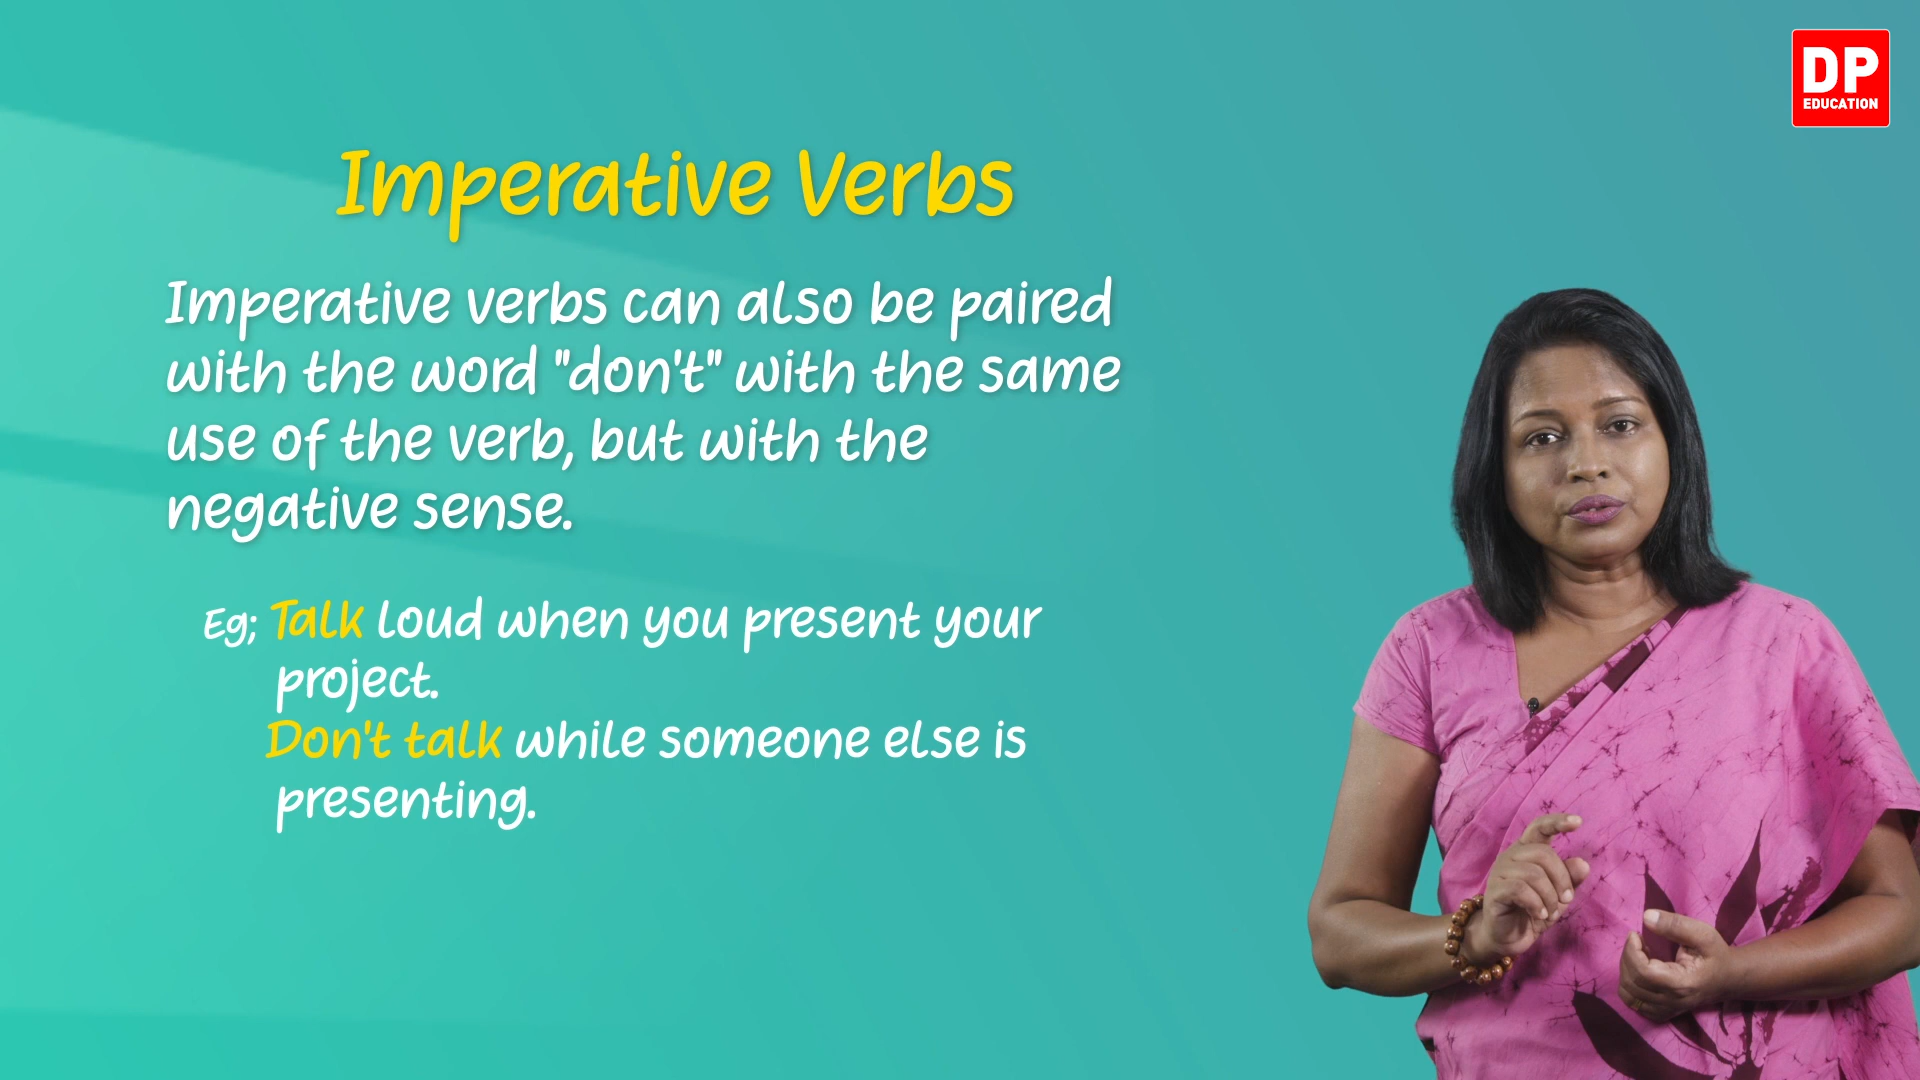 DP
EDUCATION
Imperative Verbs
Imperative verbs can also be paired
with the word "don't" with the same
use of the verb, but with the
negative sense.
Eg; Talk loud when you present your
project.
Don't talk while someone else is
presenting.